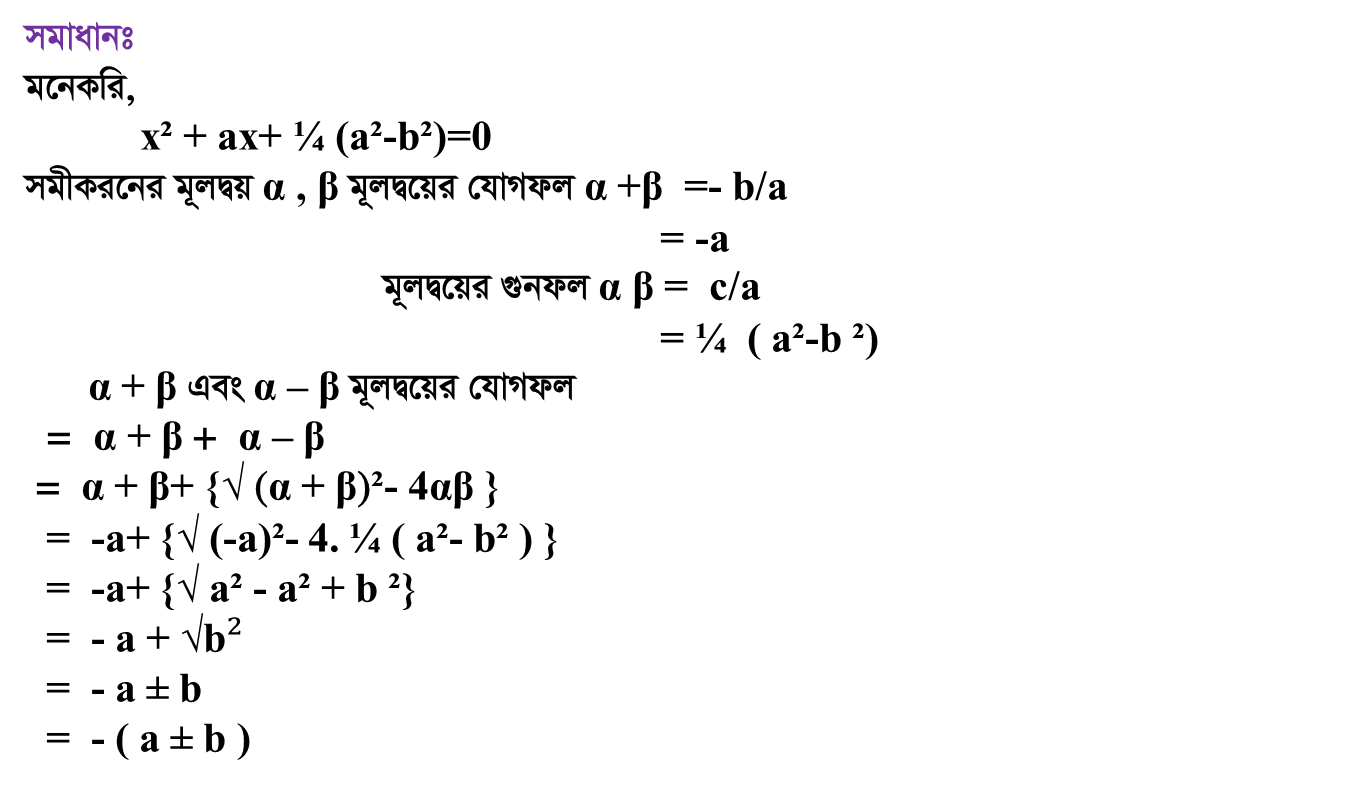 সমাধানঃ
মনেকরি,
x² + ax+ ¼ (a²-b²)=0
সমীকরনের মূলদ্বয় α , β মূলদ্বয়ের যোগফল α +β =- b/a
= -a
মূলদ্বয়ের গুনফল α β = c/a
= ¼ ( a²-b ²)
α + β এবং α – β মূলদ্বয়ের যোগফল
= α + β + α – β
= α + β+ {√ (α + β)²- 4αβ }
= -a+ {√ (-a)²- 4. ¼ ( a²- b² ) }
= -a+ {√ a² - a² + b ²}
= - a + √b²
= - a ± b
= - ( a ± b )